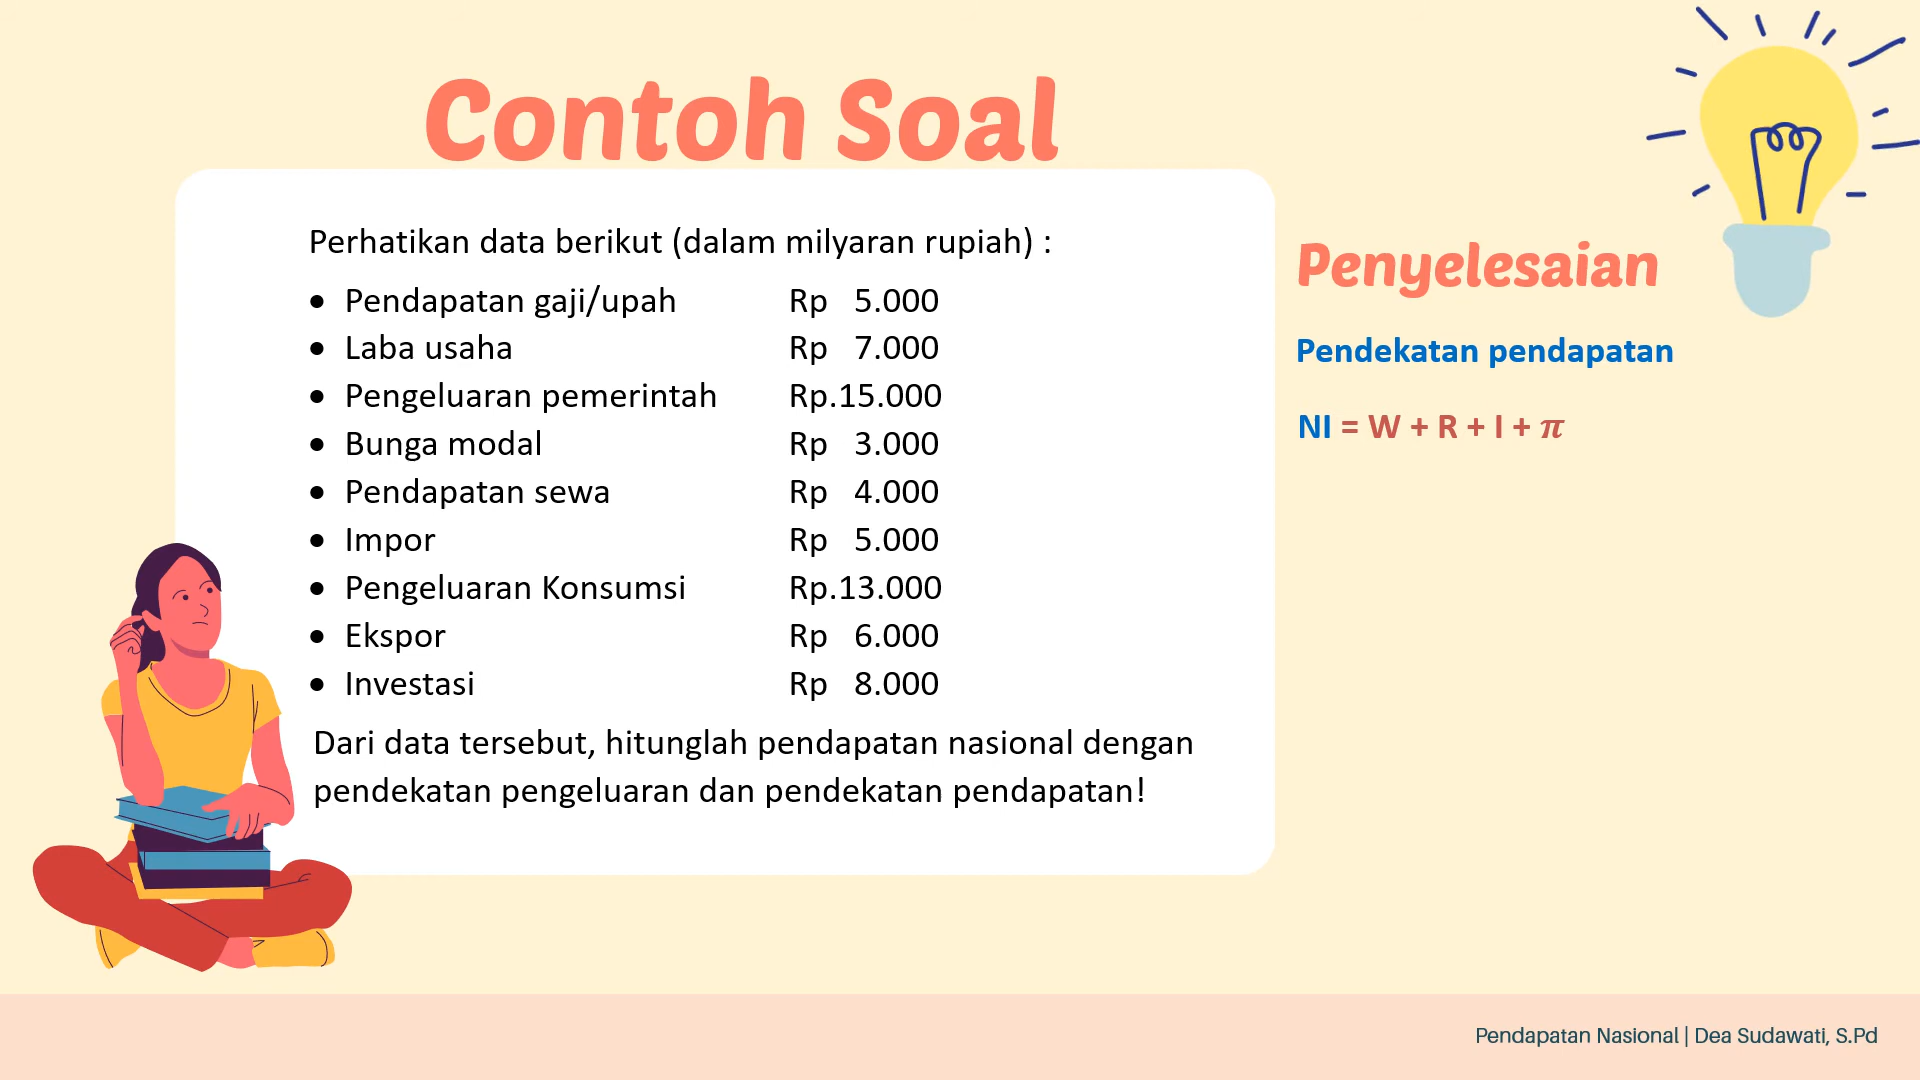 Contoh Soal
Perhatikan data berikut (dalam milyaran rupiah) :
• Pendapatan gaji/upah Rp 5.000
• Laba usaha Rp 7.000
• Pengeluaran pemerintah Rp.15.000
• Bunga modal Rp 3.000
• Pendapatan sewa Rp 4.000
• Impor Rp 5.000
• Pengeluaran Konsumsi Rp.13.000
• Ekspor Rp 6.000
• Investasi Rp 8.000
Dari data tersebut, hitunglah pendapatan nasional dengan
pendekatan pengeluaran dan pendekatan pendapatan!
Penyelesaian
Pendekatan pendapatan
NI = W + R + I + π
Pendapatan Nasional | Dea Sudawati, S.Pd